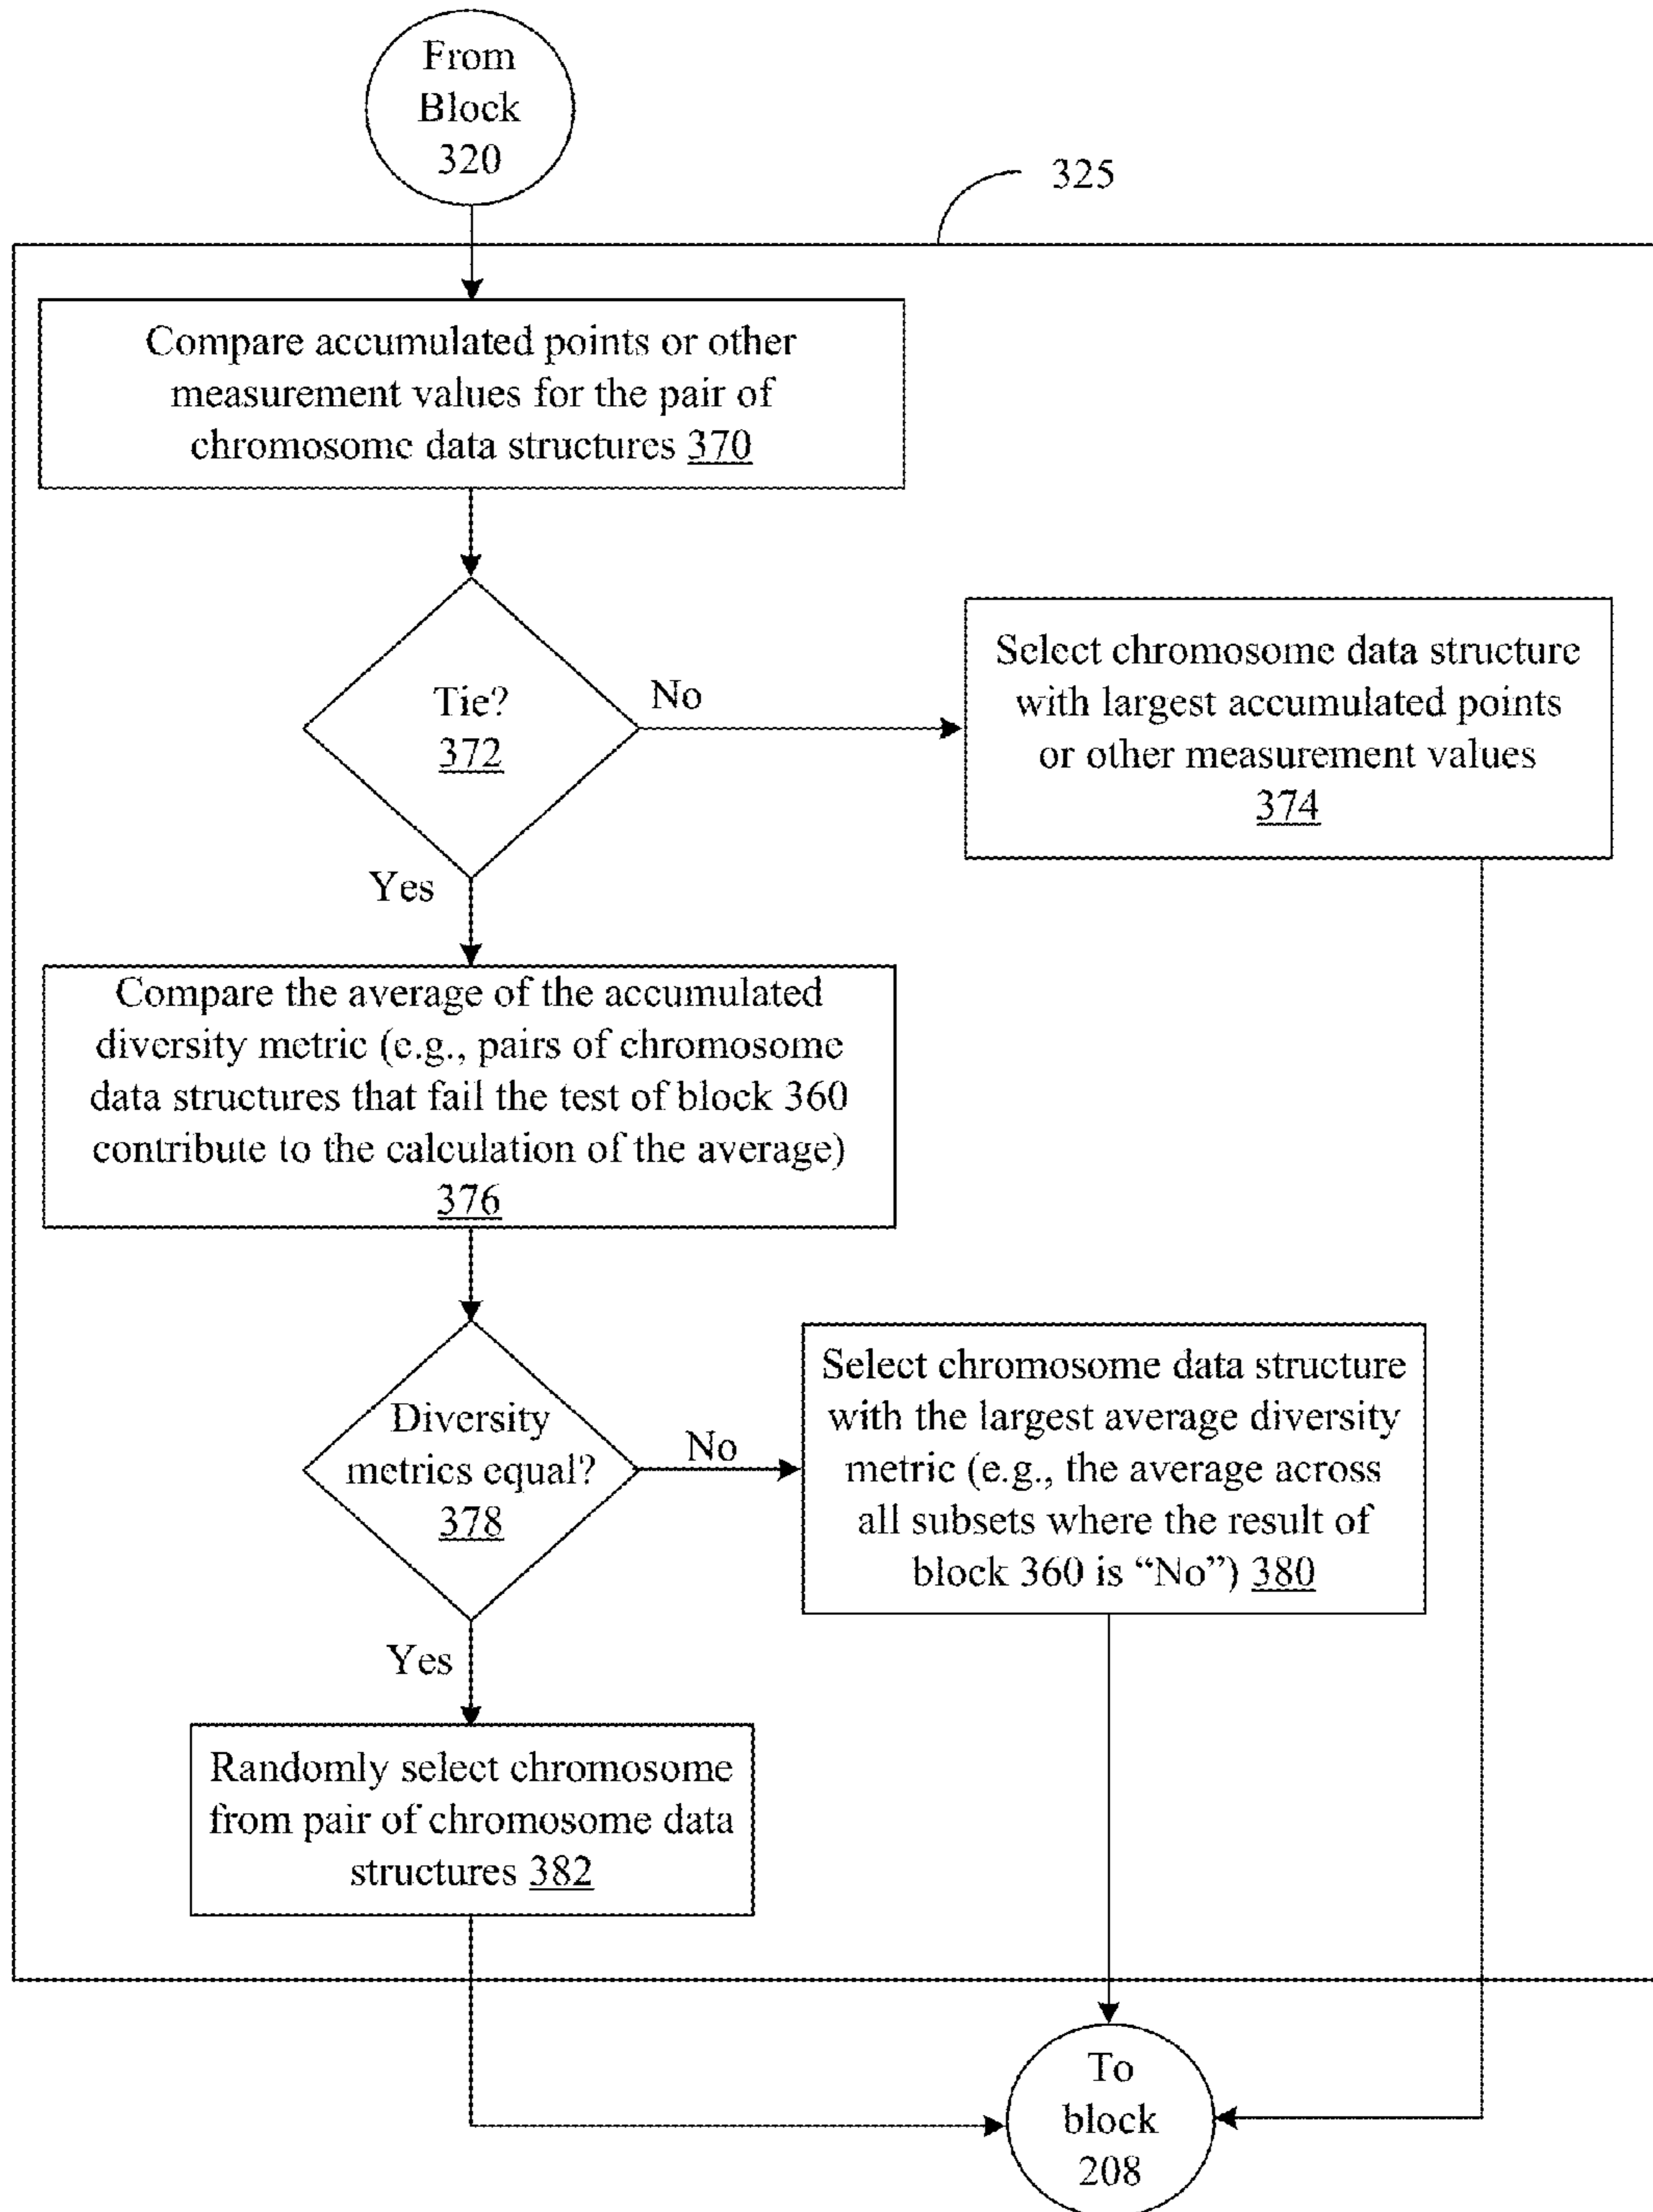 From
Block
320
325
Compare accumulated points or other
measurement values for the pair of
chromosome data structures 370
Tie?
372
No
Select chromosome data structure
with largest accumulated points
or other measurement values
374
Yes
Compare the average of the accumulated
diversity metric (e.g., pairs of chromosome
data structures that fail the test of block 360
contribute to the calculation of the average)
376
Diversity
metrics equal?
378
No
Select chromosome data structure
with the largest average diversity
metric (e.g., the average across
all subsets where the result of
block 360 is “No”) 380
Yes
Randomly select chromosome
from pair of chromosome data
structures 382
To
block
208